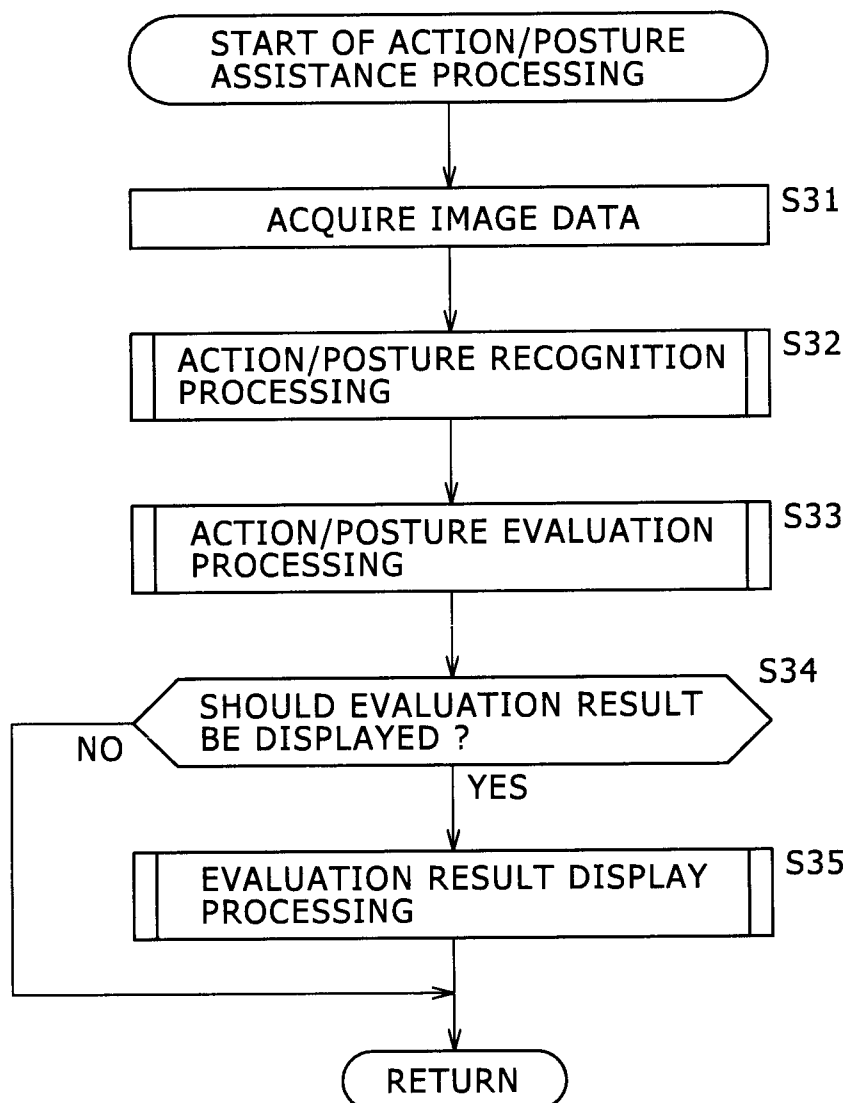 START OF ACTION/POSTURE
ASSISTANCE PROCESSING
S31
ACQUIRE IMAGE DATA
S32
ACTION/POSTURE RECOGNITION
PROCESSING
S33
ACTION/POSTURE EVALUATION
PROCESSING
S34
SHOULD EVALUATION RESULT
BE DISPLAYED ?
NO
YES
S35
EVALUATION RESULT DISPLAY
PROCESSING
RETURN